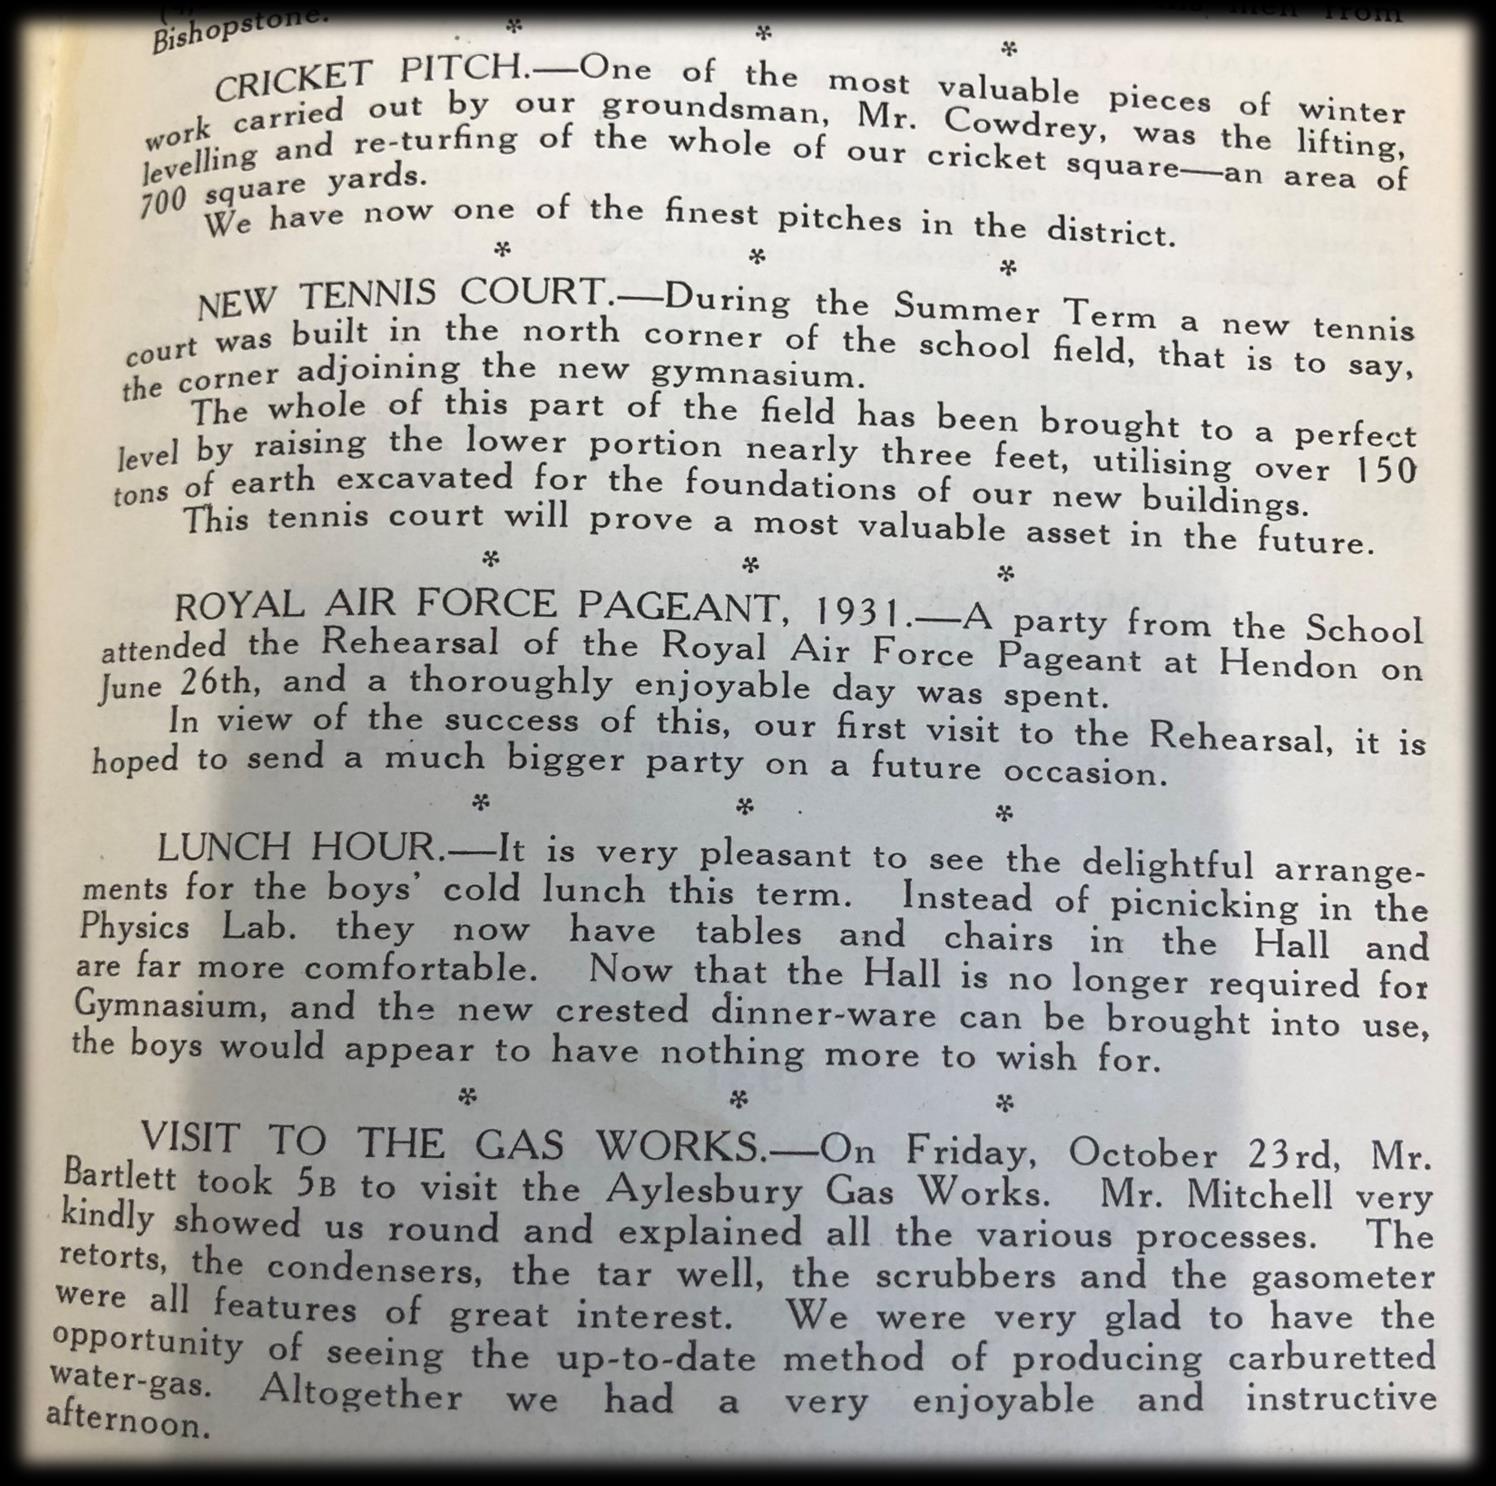 men from
Bishopstone.
* * *
CRICKET PITCH.—One of the most valuable pieces of winter
work carried out by our groundsman, Mr. Cowdrey, was the lifting,
levelling and re-turfing of the whole of our cricket square—an area of
700 square yards.
We have now one of the finest pitches in the district.
* * *
NEW TENNIS COURT.—During the Summer Term a new tennis
court was built in the north corner of the school field, that is to say,
the corner adjoining the new gymnasium.
The whole of this part of the field has been brought to a perfect
level by raising the lower portion nearly three feet, utilising over 150
tons of earth excavated for the foundations of our new buildings.
This tennis court will prove a most valuable asset in the future.
* * *
ROYAL AIR FORCE PAGEANT, 1931.—A party from the School
attended the Rehearsal of the Royal Air Force Pageant at Hendon on
June 26th, and a thoroughly enjoyable day was spent.
In view of the success of this, our first visit to the Rehearsal, it is
hoped to send a much bigger party on a future occasion.
* * *
LUNCH HOUR.—It is very pleasant to see the delightful arrange-
ments for the boys' cold lunch this term. Instead of picnicking in the
Physics Lab. they now have tables and chairs in the Hall and
are far more comfortable. Now that the Hall is no longer required for
Gymnasium, and the new crested dinner-ware can be brought into use,
the boys would appear to have nothing more to wish for.
* * *
VISIT TO THE GAS WORKS.—On Friday, October 23rd, Mr.
Bartlett took 5B to visit the Aylesbury Gas Works. Mr. Mitchell very
kindly showed us round and explained all the various processes. The
retorts, the condensers, the tar well, the scrubbers and the gasometer
were all features of great interest. We were very glad to have the
opportunity of seeing the up-to-date method of producing carburetted
water-gas. Altogether we had a very enjoyable and instructive
afternoon.